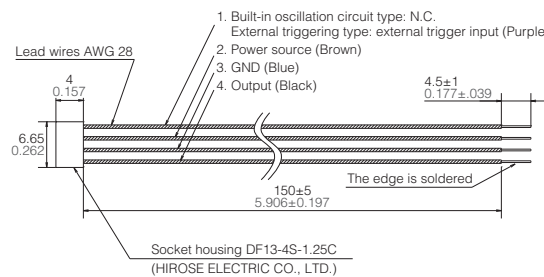 1. Built-in oscillation circuit type: N.C.
External triggering type: external trigger input (Purple
2. Power source (Brown)
3. GND (Blue)
4. Output (Black)
Lead wires AWG 28
4
0.157
4.5±1
0.177±.039
6.65
0.262
The edge is soldered
150±5
5.906±0.197
Socket housing DF13-4S-1.25C
(HIROSE ELECTRIC CO., LTD.)